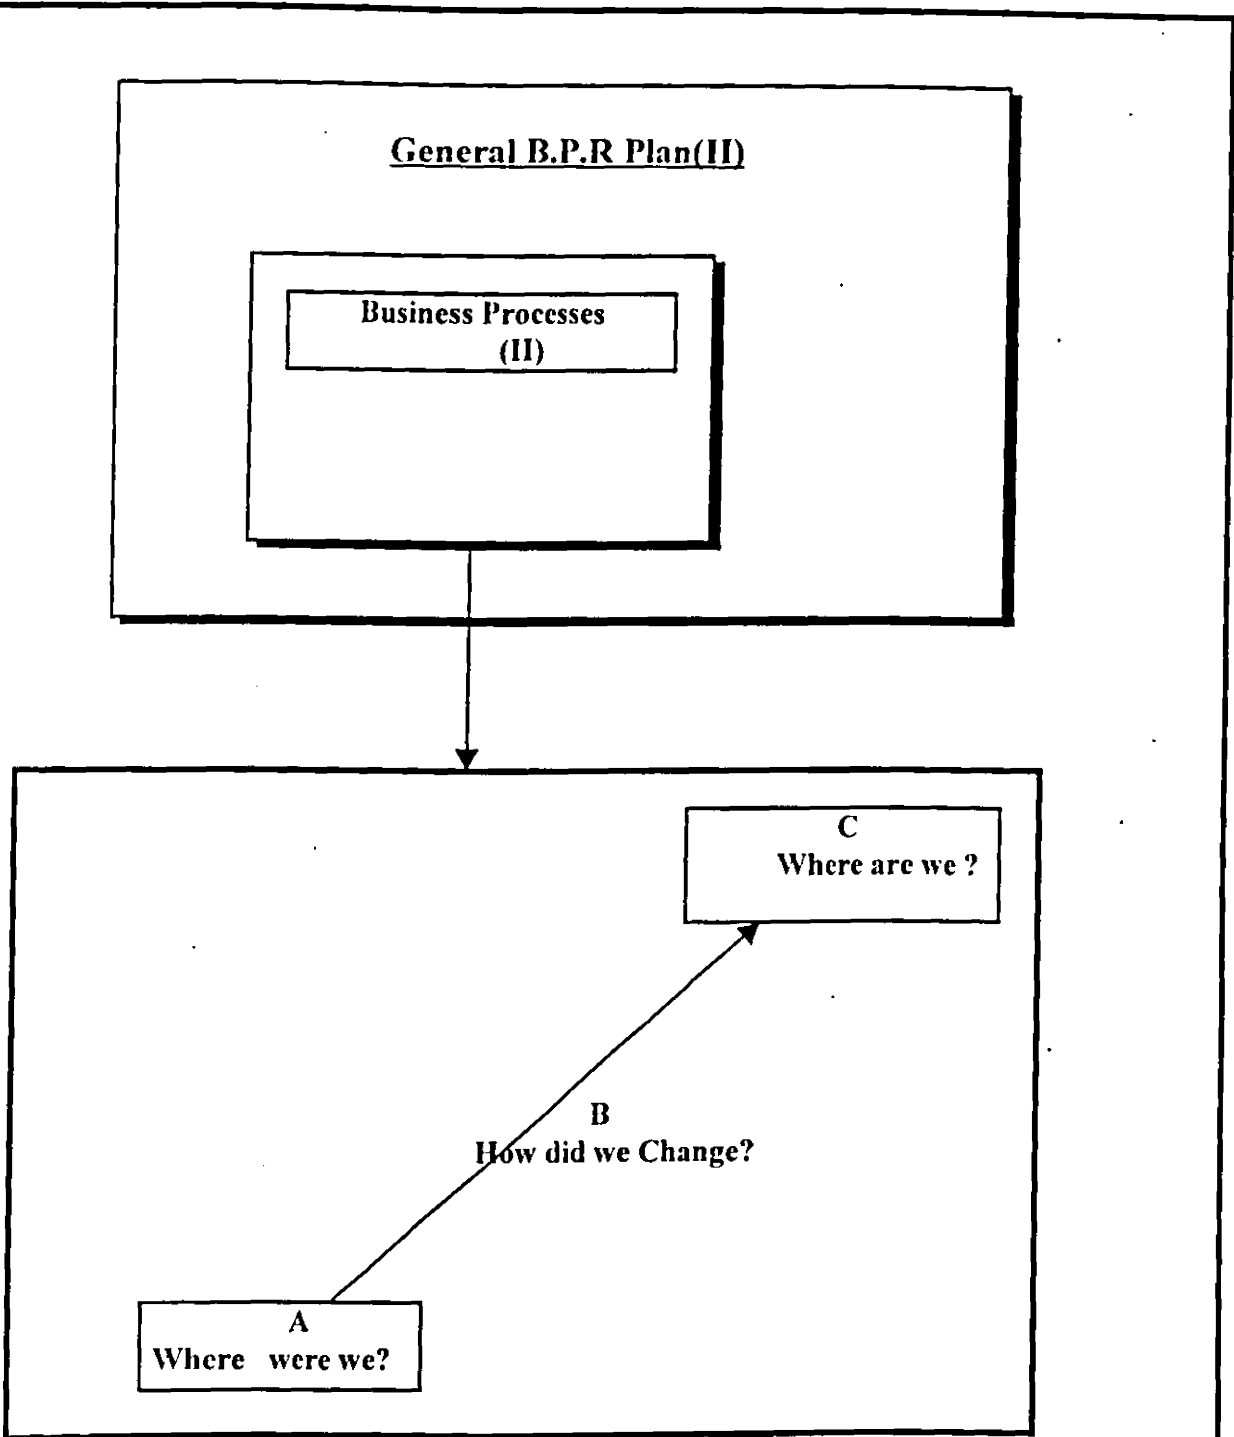 General B.P.R Plan(II)
Business Processes
(II)
C
Where are we ?
B
How did we Change?
A
Where were we?